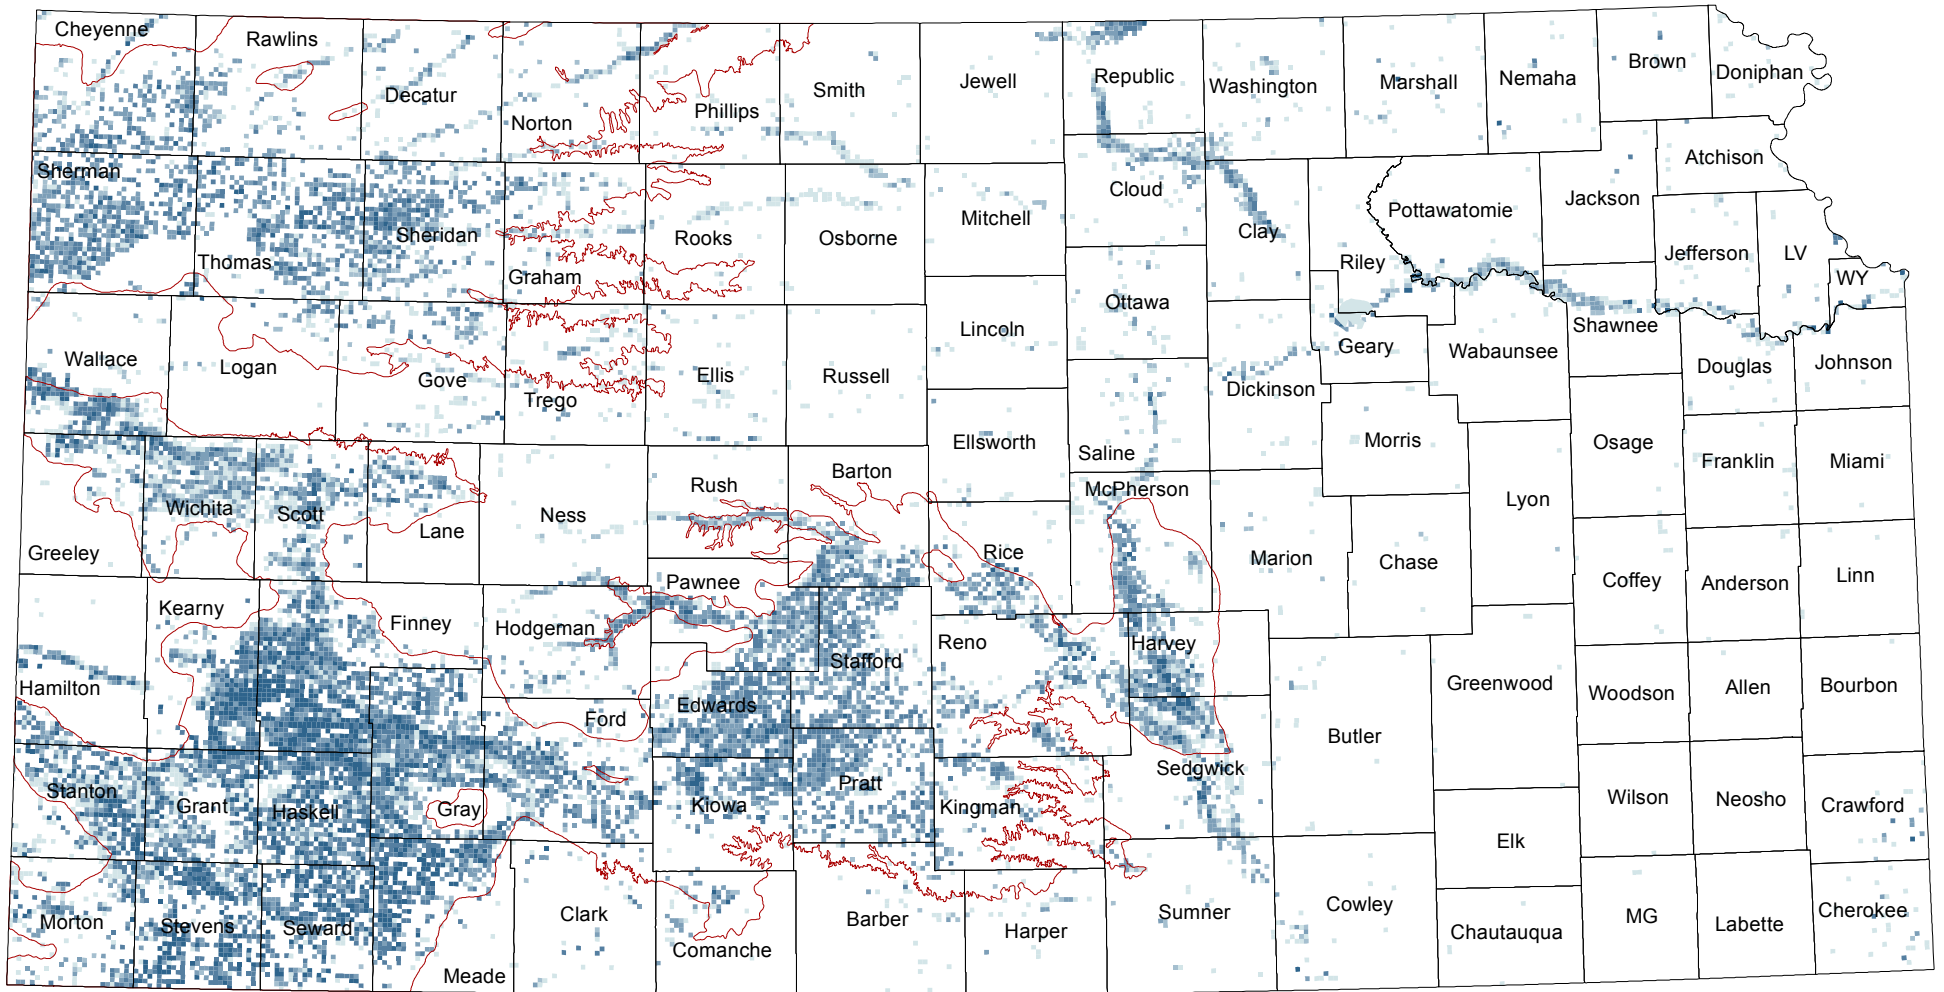 Cheyenne
Rawlins
Decatur
Norton
Phillips
Smith
Jewell
Republic
Washington
Marshall
Nemaha
Brown
Doniphan
Sherman
Thomas
Sheridan
Graham
Rooks
Osborne
Mitchell
Cloud
Clay
Riley
Pottawatomie
Jackson
Atchison
Jefferson
LV
WY
Wallace
Logan
Gove
Trego
Ellis
Russell
Lincoln
Ottawa
Dickinson
Geary
Wabaunsee
Shawnee
Douglas
Johnson
Greeley
Wichita
Scott
Lane
Ness
Rush
Barton
Ellsworth
Saline
Morris
Osage
Franklin
Miami
Rice
McPherson
Marion
Chase
Lyon
Coffey
Anderson
Linn
Hamilton
Kearny
Finney
Hodgeman
Pawnee
Stafford
Edwards
Ford
Reno
Harvey
Butler
Greenwood
Woodson
Allen
Bourbon
Stanton
Grant
Haskell
Gray
Kiowa
Pratt
Kingman
Sedgwick
Elk
Wilson
Neosho
Crawford
Morton
Stevens
Seward
Meade
Clark
Comanche
Barber
Harper
Sumner
Cowley
Chautauqua
MG
Labette
Cherokee